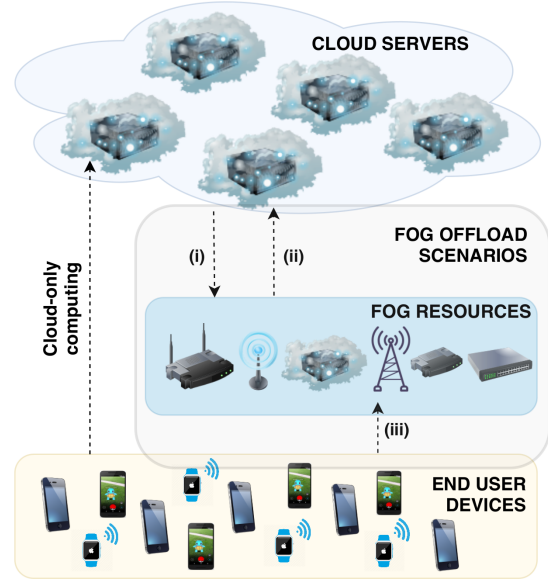 CLOUD SERVERS
FOG OFFLOAD
SCENARIOS
(i)
(ii)
Cloud-only
computing
FOG RESOURCES
(iii)
END USER
DEVICES